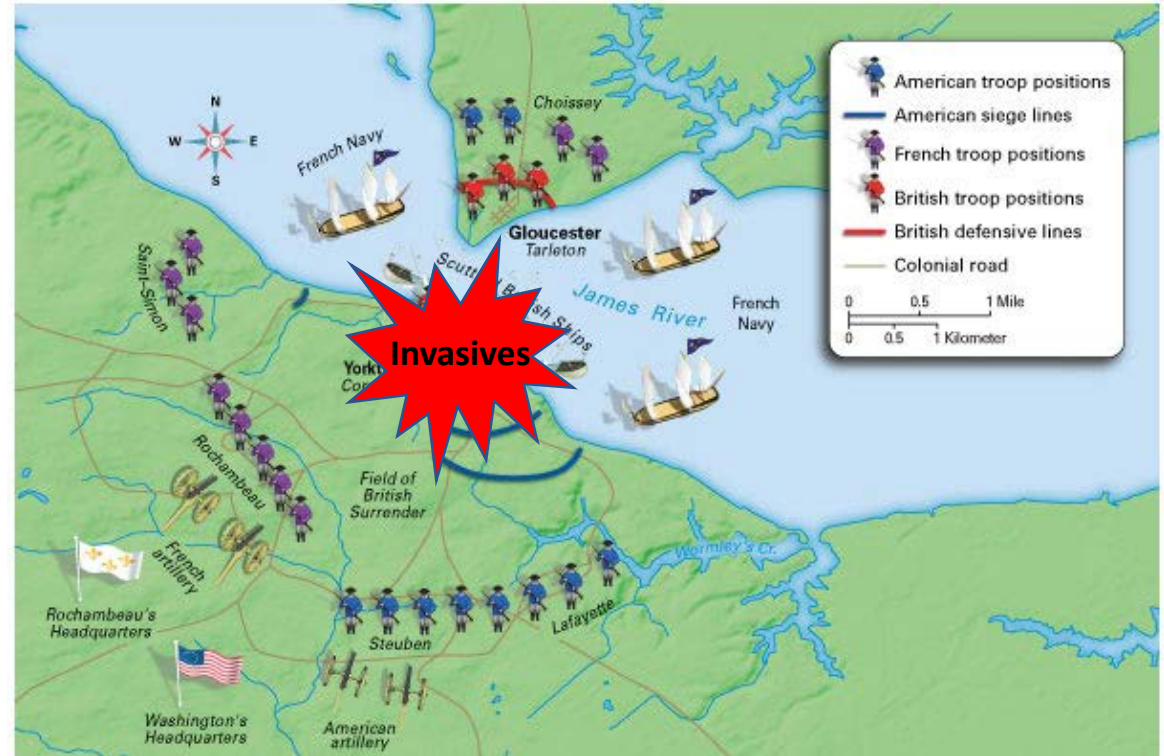 N
W
E
S
French Navy
Choissey
Gloucester
Tarleton
James River
French
Navy
Saint-Simon
British Ships
Invasives
Rochambeau
Field of
British
Surrender
French
artillery
Rochambeau's
Headquarters
Wormley's Cr.
Lafayette
Steuben
Washington's
Headquarters
American
artillery
American troop positions
American siege lines
French troop positions
British troop positions
British defensive lines
Colonial road
0 0.5 1 Mile
0 0.5 1 Kilometer